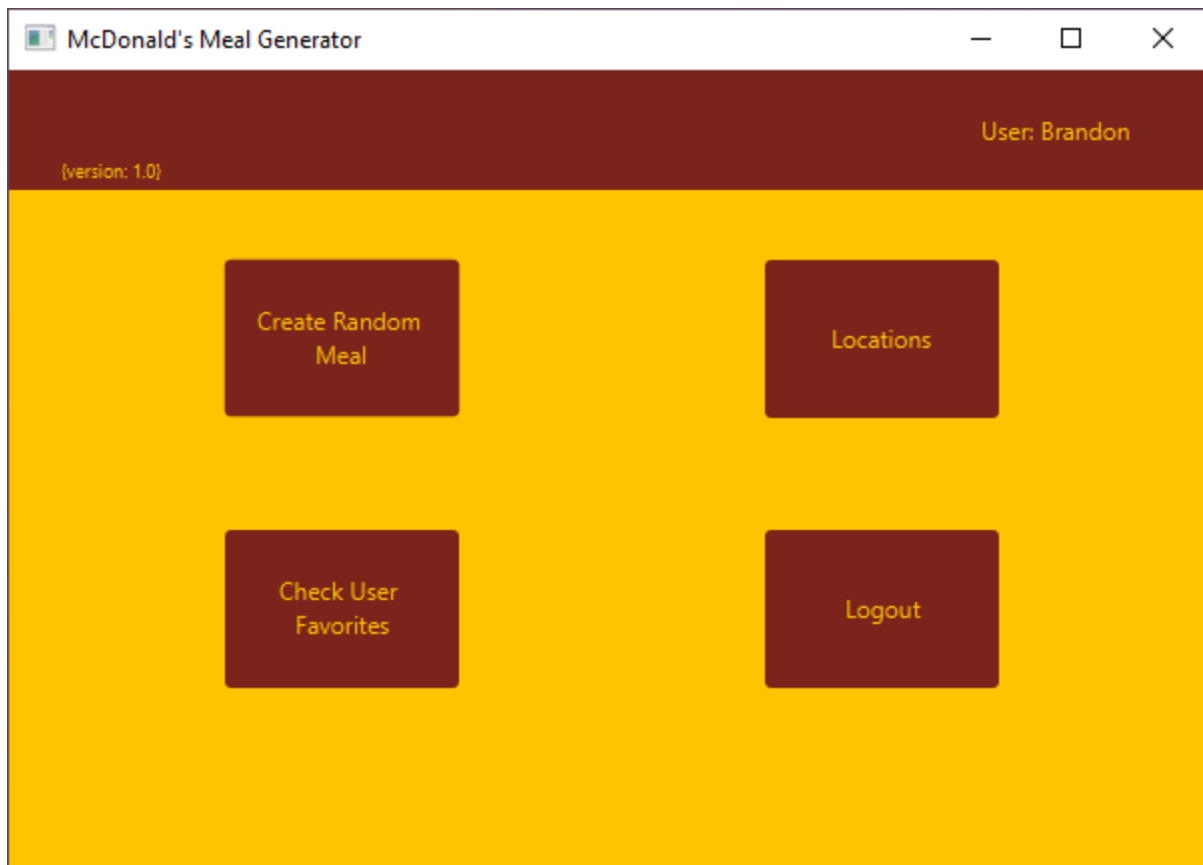 McDonald's Meal Generator
User: Brandon
{version: 1.0}
Create Random
Meal
Locations
Check User
Favorites
Logout